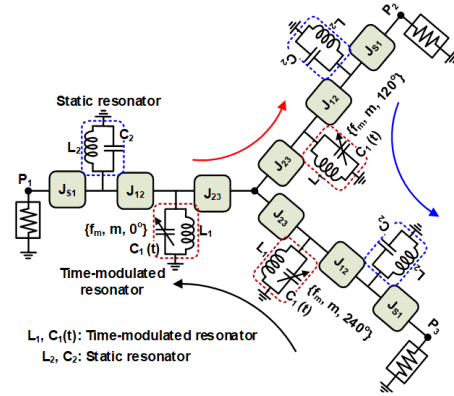 P2
L2
C2
JS1
J12
{fm, m, 120°}
C1(t)
L1
J23
Static resonator
L2
C2
P1
JS1
J12
J23
{fm, m, 0°}
C1(t)
L1
Time-modulated
resonator
J23
L1
C1(t)
{fm, m, 240°}
J12
C2
L2
JS1
P3
L1, C1(t): Time-modulated resonator
L2, C2: Static resonator